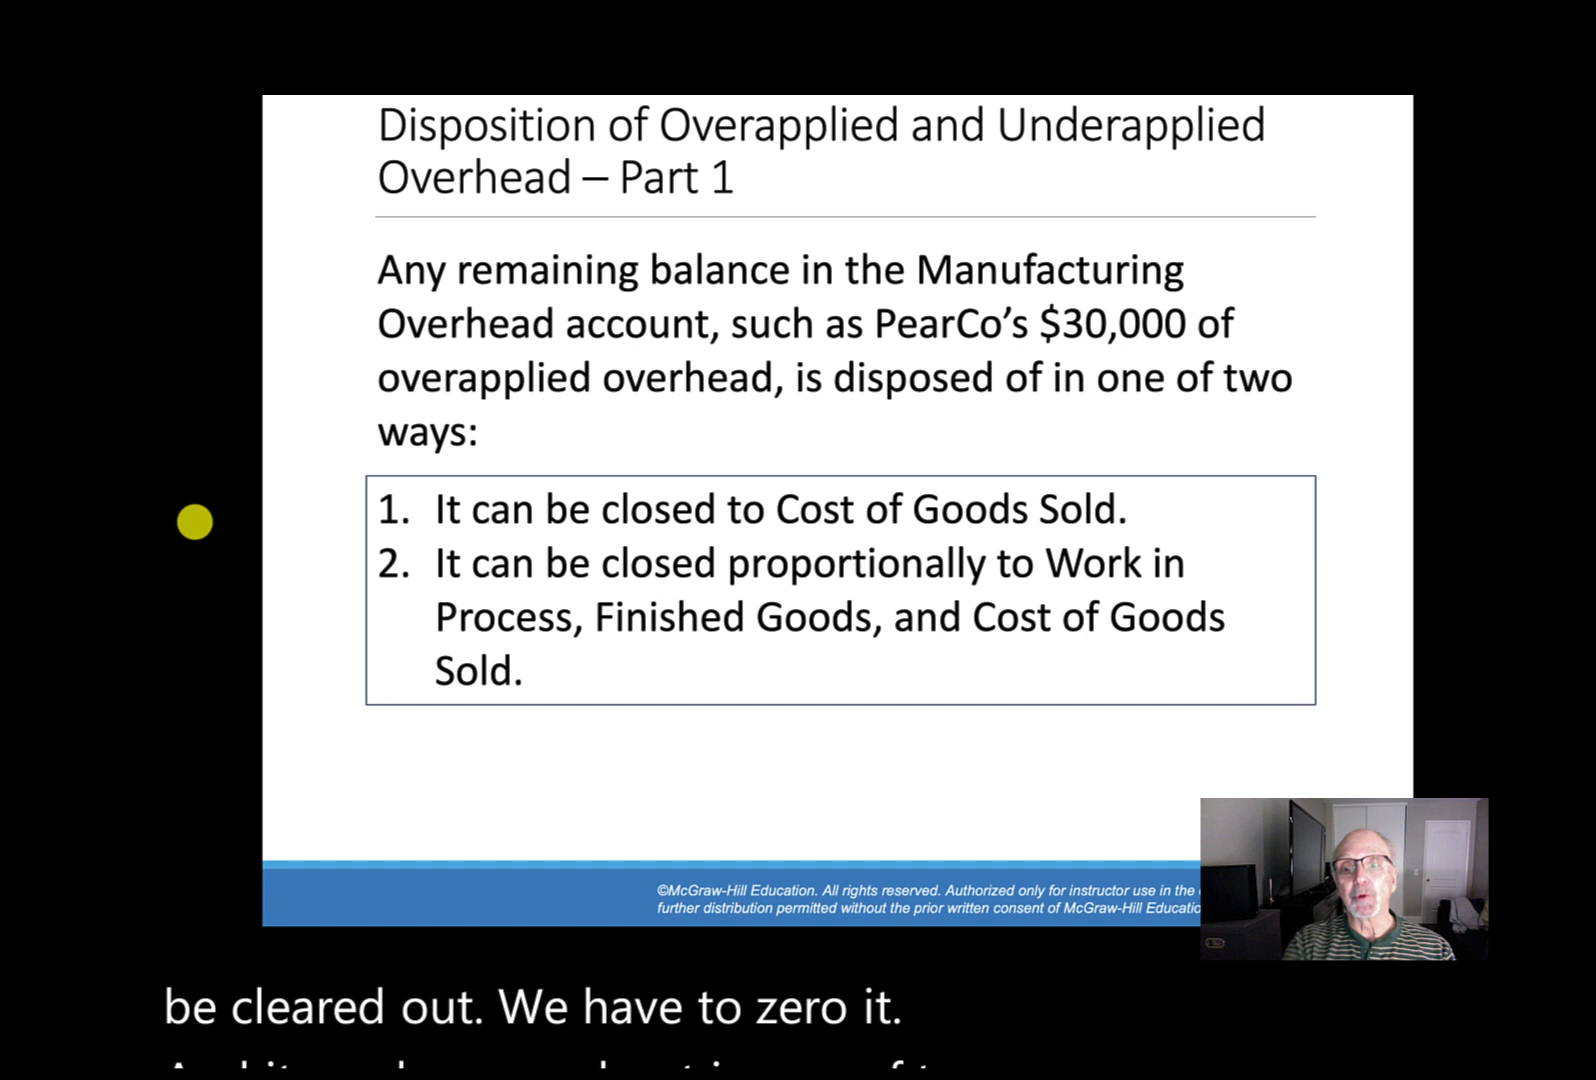 Disposition of Overapplied and Underapplied
Overhead – Part 1
Any remaining balance in the Manufacturing
Overhead account, such as PearCo’s $30,000 of
overapplied overhead, is disposed of in one of two
ways:
1. It can be closed to Cost of Goods Sold.
2. It can be closed proportionally to Work in
Process, Finished Goods, and Cost of Goods
Sold.
©McGraw-Hill Education. All rights reserved. Authorized only for instructor use in the
further distribution permitted without the prior written consent of McGraw-Hill
be cleared out. We have to zero it.